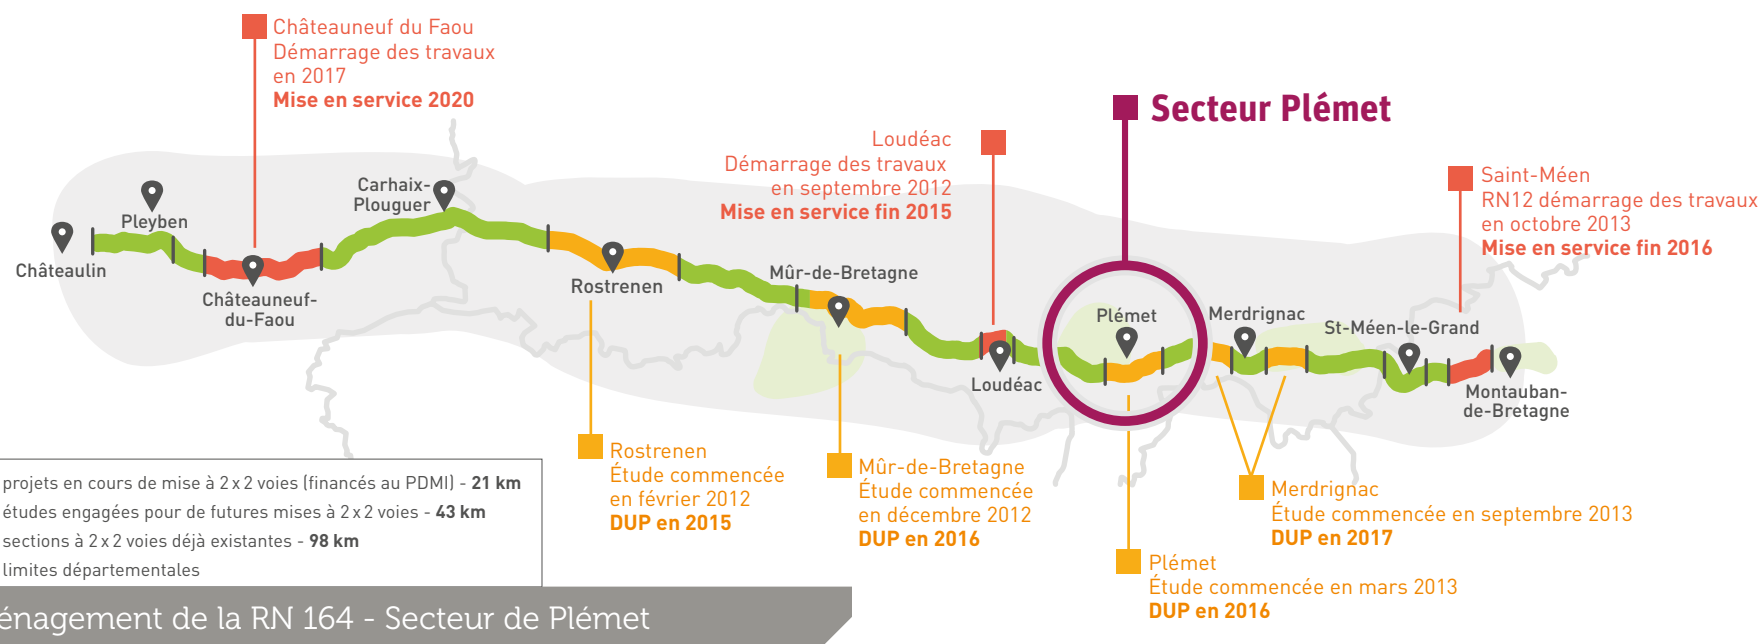 Châteauneuf du Faou
Démarrage des travaux
en 2017
Mise en service 2020
Secteur Plémet
Loudéac
Démarrage des travaux
en septembre 2012
Mise en service fin 2015
Saint-Méen
RN12 démarrage des travaux
en octobre 2013
Mise en service fin 2016
Châteaulin
Pleyben
Châteauneuf-
du-Faou
Carhaix-
Plouguer
Rostrenen
Mûr-de-Bretagne
Loudéac
Plémet
Merdrignac
St-Méen-le-Grand
Montauban-
de-Bretagne
Rostrenen
Étude commencée
en février 2012
DUP en 2015
Mûr-de-Bretagne
Étude commencée
en décembre 2012
DUP en 2016
Merdrignac
Étude commencée en septembre 2013
DUP en 2017
Plémet
Étude commencée en mars 2013
DUP en 2016
projets en cours de mise à 2 x 2 voies (financés au PDMI) - 21 km
études engagées pour de futures mises à 2 x 2 voies - 43 km
sections à 2 x 2 voies déjà existantes - 98 km
limites départementales
énagement de la RN 164 - Secteur de Plémet